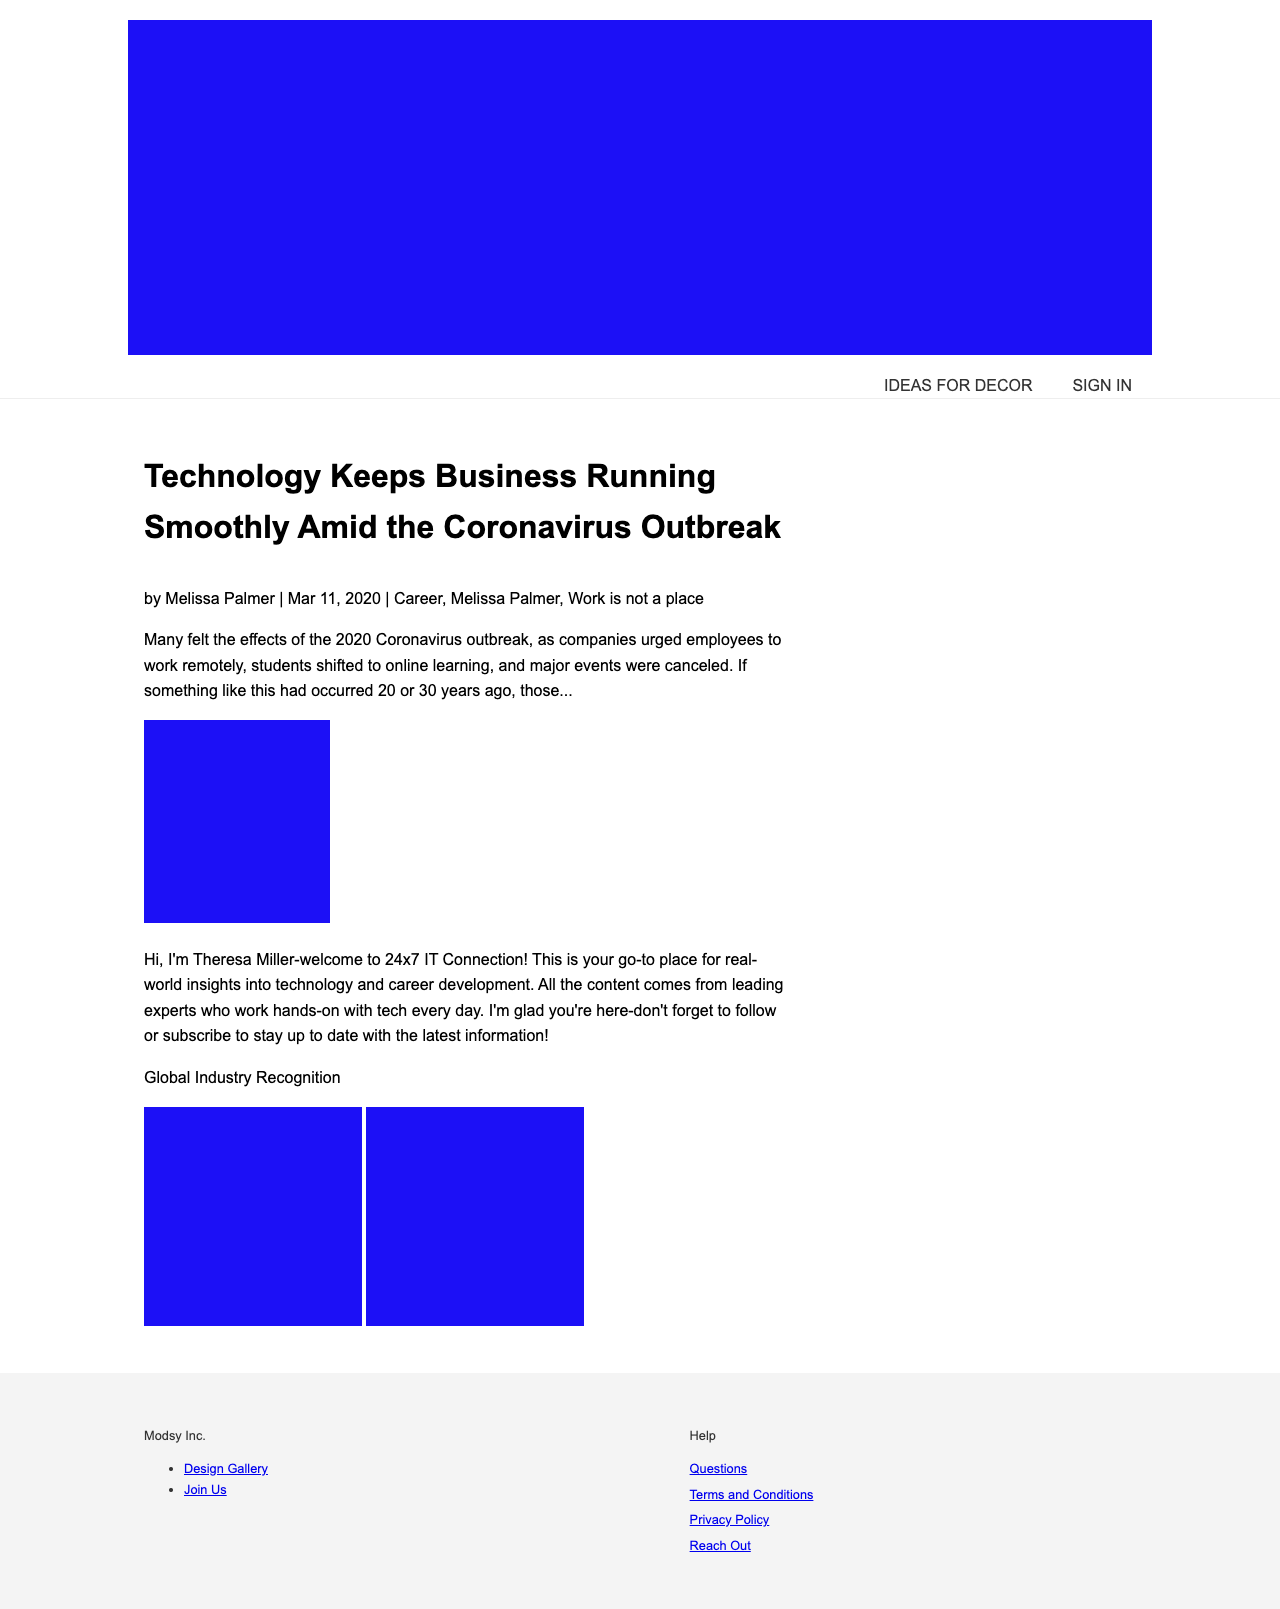 IDEAS FOR DECOR SIGN IN
Technology Keeps Business Running
Smoothly Amid the Coronavirus Outbreak
by Melissa Palmer | Mar 11, 2020 | Career, Melissa Palmer, Work is not a place
Many felt the effects of the 2020 Coronavirus outbreak, as companies urged employees to
work remotely, students shifted to online learning, and major events were canceled. If
something like this had occurred 20 or 30 years ago, those...
Hi, I'm Theresa Miller-welcome to 24x7 IT Connection! This is your go-to place for real-
world insights into technology and career development. All the content comes from leading
experts who work hands-on with tech every day. I'm glad you're here-don't forget to follow
or subscribe to stay up to date with the latest information!
Global Industry Recognition
Modsy Inc.
Design Gallery
Join Us
Help
Questions
Terms and Conditions
Privacy Policy
Reach Out